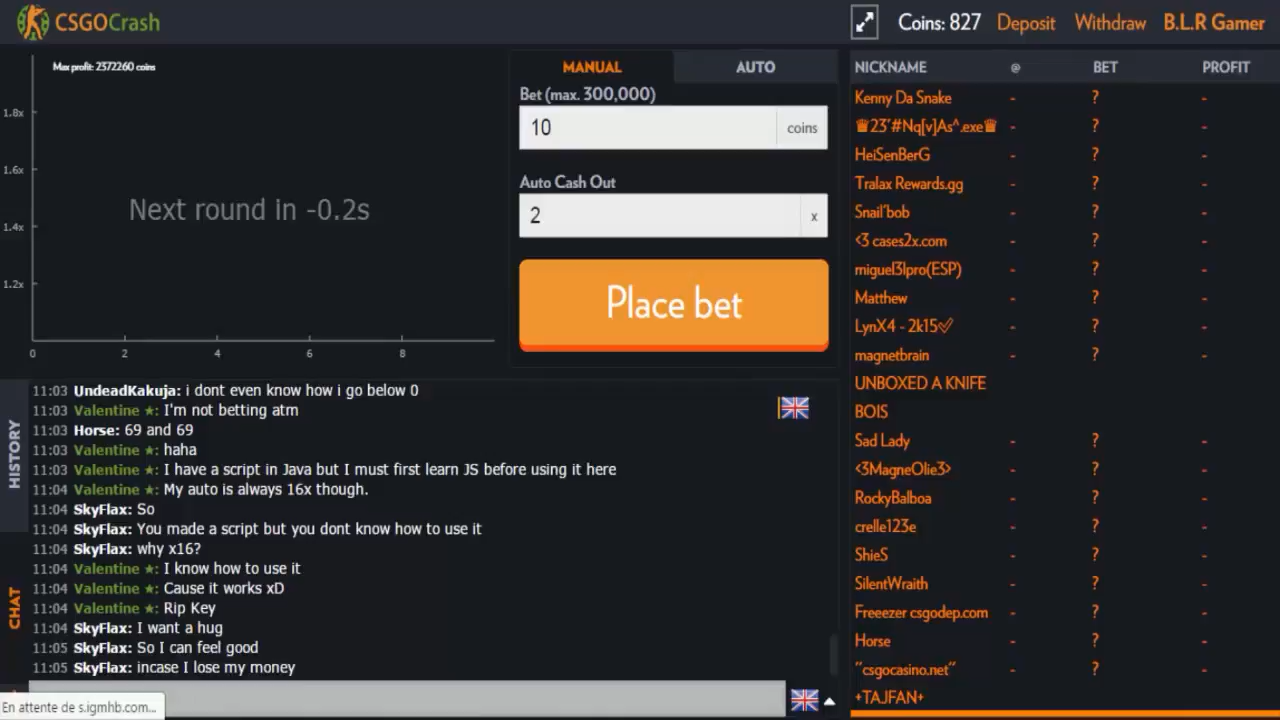 CSGOCrash
Coins: 827 Deposit Withdraw B.L.R Gamer
Max profit: 2372260 coins
1.8x
1.6x
1.4x
1.2x
Next round in -0.2s
0 2 4 6 8
MANUAL AUTO
Bet (max. 300,000)
10 coins
Auto Cash Out
2 x
Place bet
HISTORY
CHAT
11:03 UndeadKakuja: i dont even know how i go below 0
11:03 Valentine ★: I'm not betting atm
11:03 Horse: 69 and 69
11:03 Valentine ★: haha
11:03 Valentine ★: I have a script in Java but I must first learn JS before using it here
11:04 Valentine ★: My auto is always 16x though.
11:04 SkyFlax: So
11:04 SkyFlax: You made a script but you dont know how to use it
11:04 SkyFlax: why x16?
11:04 Valentine ★: I know how to use it
11:04 Valentine ★: Cause it works xD
11:04 Valentine ★: Rip Key
11:04 SkyFlax: I want a hug
11:05 SkyFlax: So I can feel good
11:05 SkyFlax: incase I lose my money
En attente de s.igmhb.com...
NICKNAME @ BET PROFIT
Kenny Da Snake - ? -
♛23'#Nq[v]As^.exe♛ - ? -
HeiSenBerG - ? -
Tralax Rewards.gg - ? -
Snail'bob - ? -
<3 cases2x.com - ? -
miguel3lpro(ESP) - ? -
Matthew - ? -
LynX4 - 2k15✓ - ? -
magnetbrain - ? -
UNBOXED A KNIFE
BOIS
Sad Lady - ? -
<3MagneOlie3> - ? -
RockyBalboa - ? -
crelle123e - ? -
ShieS - ? -
SilentWraith - ? -
Freeezer csgodep.com - ? -
Horse - ? -
"csgocasino.net" - ? -
+TAJFAN+